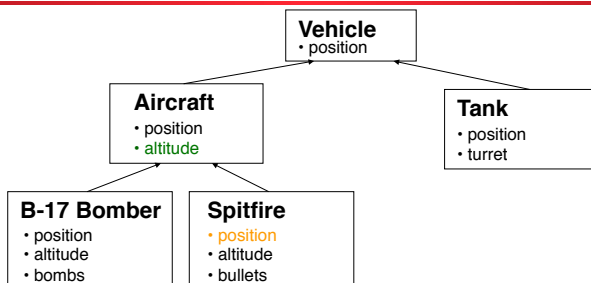 Vehicle
• position
Aircraft
• position
• altitude
Tank
• position
• turret
B-17 Bomber
• position
• altitude
• bombs
Spitfire
• position
• altitude
• bullets